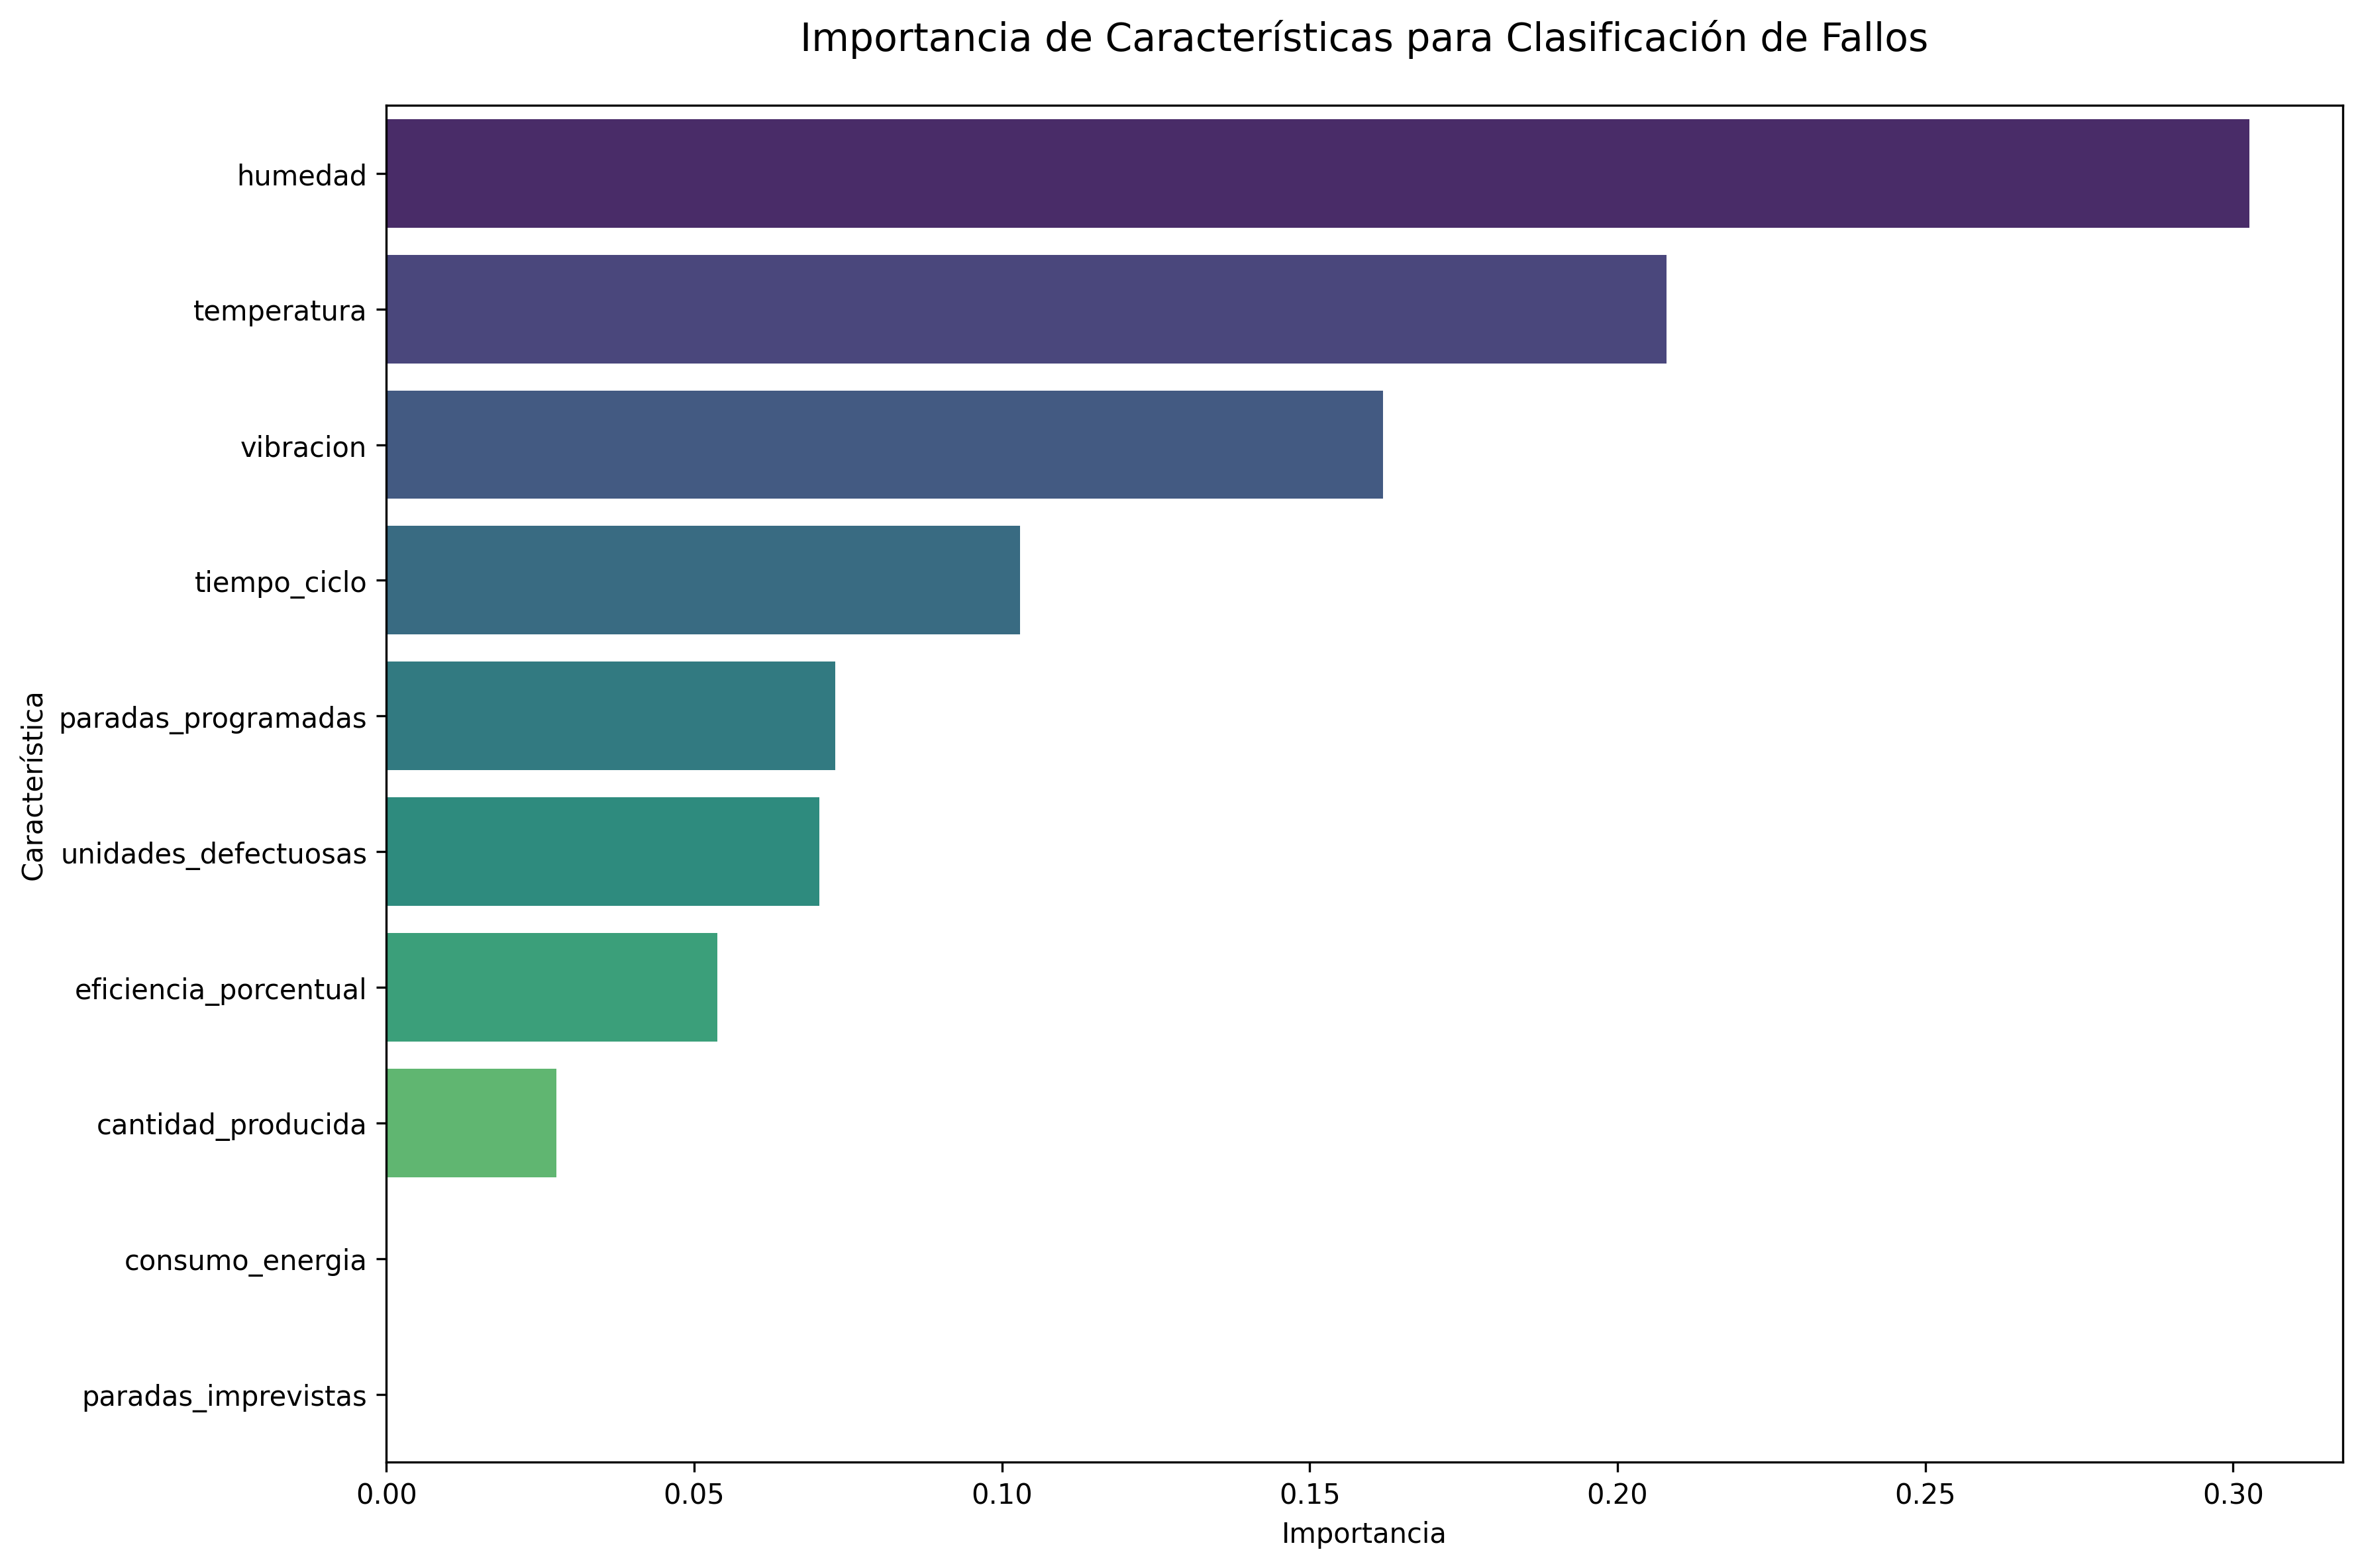 Importancia de Características para Clasificación de Fallos
humedad
temperatura
vibracion
tiempo_ciclo
paradas_programadas
unidades_defectuosas
eficiencia_porcentual
cantidad_producida
consumo_energia
paradas_imprevistas
Característica
0.00 0.05 0.10 0.15 0.20 0.25 0.30
Importancia